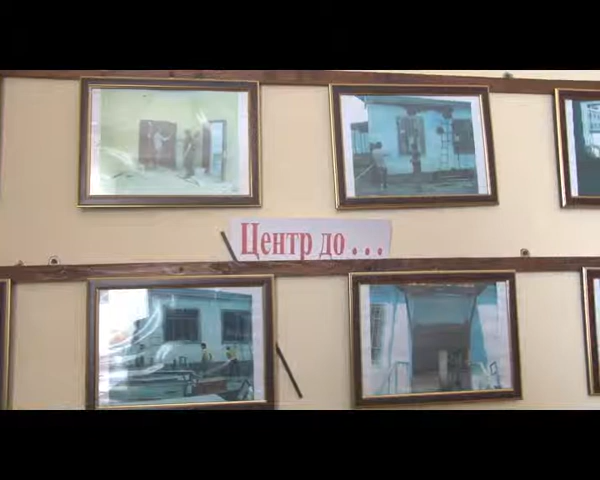 Центр до . . .